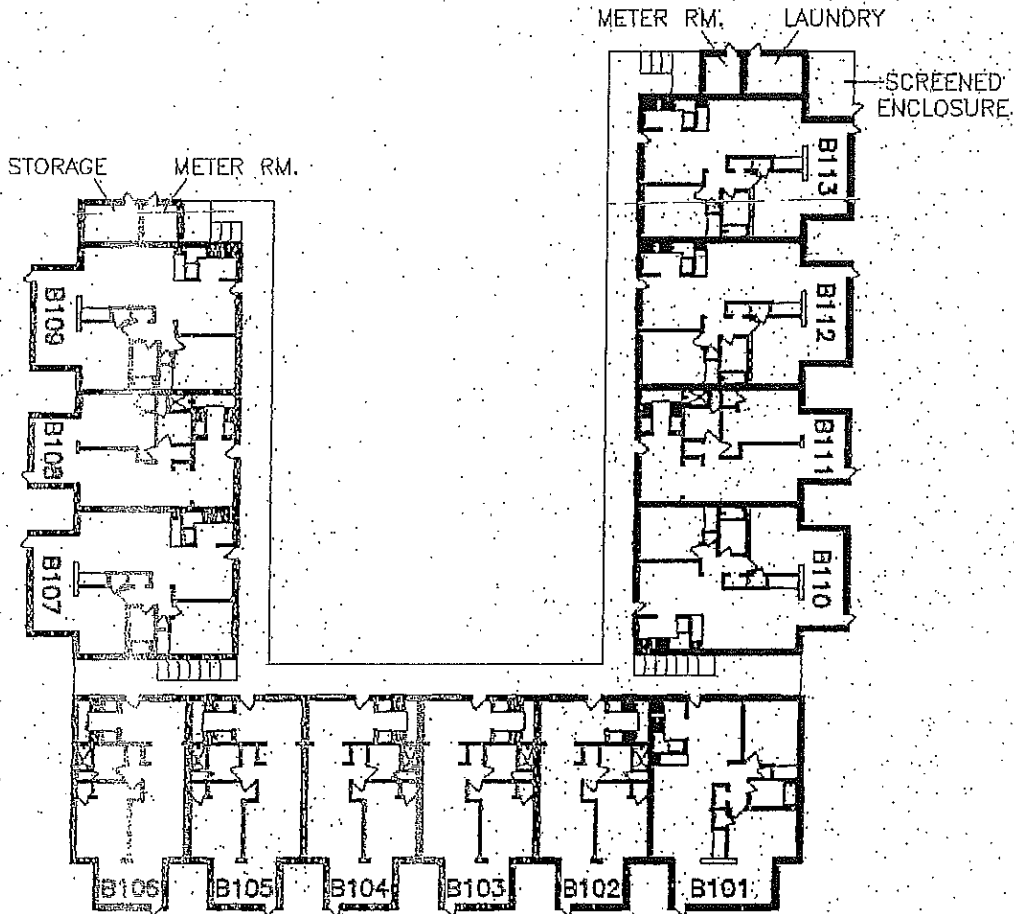 METER RM.
LAUNDRY
SCREENED
ENCLOSURE
STORAGE
METER RM.
B113
B109
B112
B108
B111
B107
B110
B106
B105
B104
B103
B102
B101